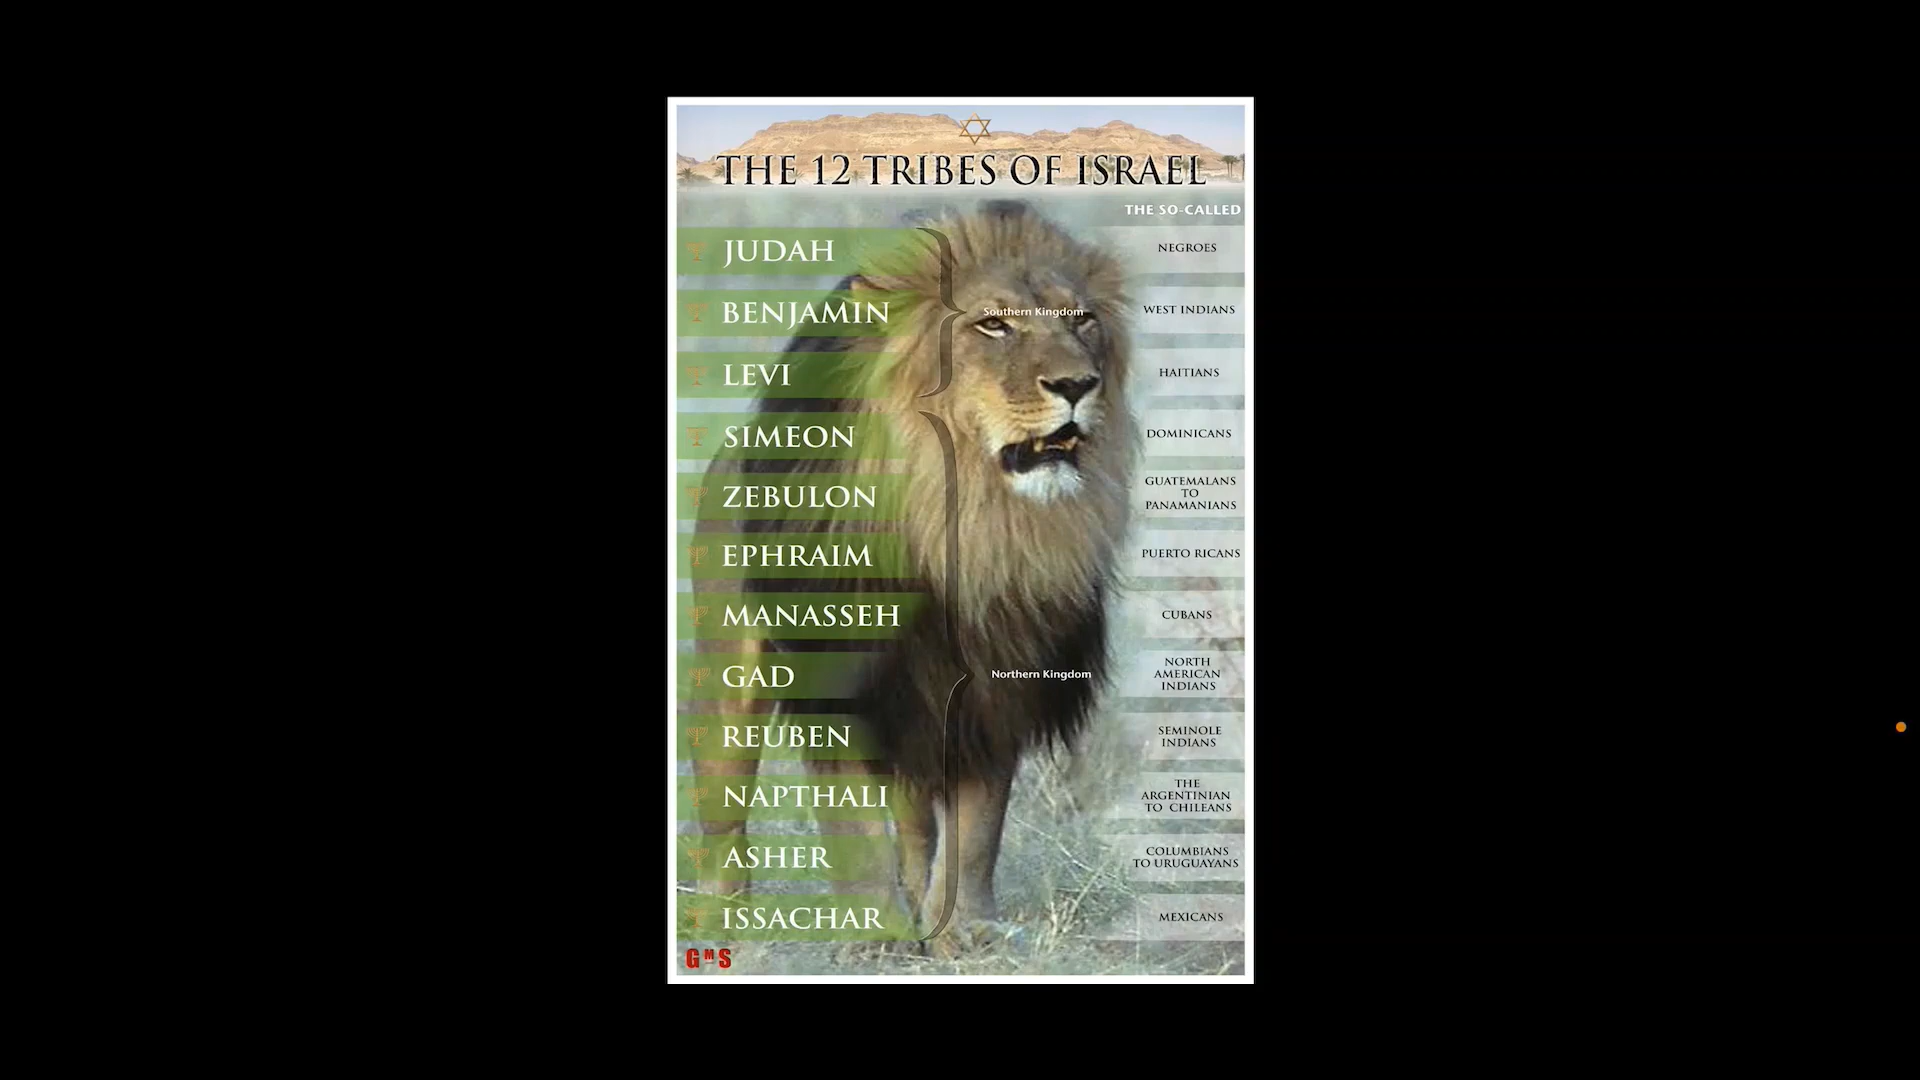 THE 12 TRIBES OF ISRAEL
THE SO-CALLED
JUDAH
NEGROES
BENJAMIN
Southern Kingdom
WEST INDIANS
LEVI
HAITIANS
SIMEON
DOMINICANS
ZEBULON
GUATEMALANS
TO
PANAMANIANS
EPHRAIM
PUERTO RICANS
MANASSEH
CUBANS
GAD
Northern Kingdom
NORTH
AMERICAN
INDIANS
REUBEN
SEMINOLE
INDIANS
NAPTHALI
THE
ARGENTINIAN
TO CHILEANS
ASHER
COLUMBIANS
TO URUGUAYANS
ISSACHAR
MEXICANS
GMS